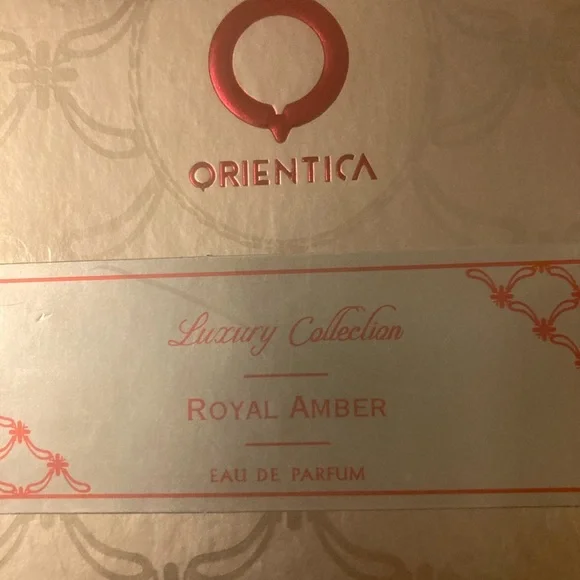 ORIENTICA
Luxury Collection
ROYAL AMBER
EAU DE PARFUM